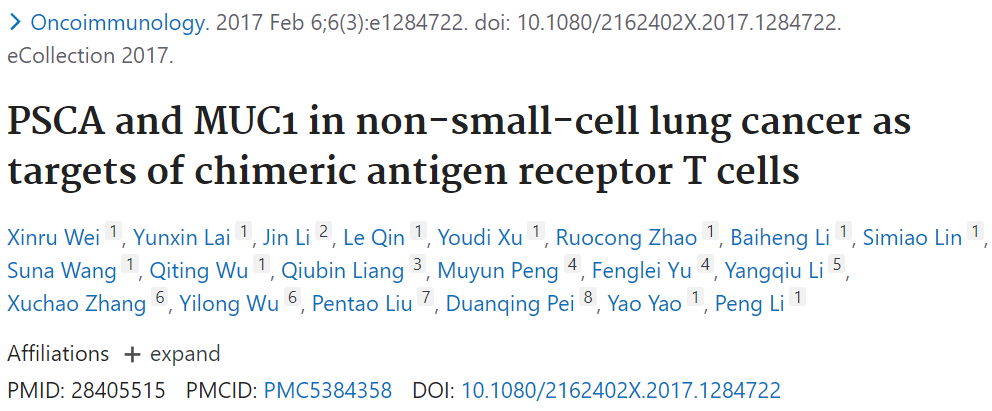 Oncoimmunology. 2017 Feb 6;6(3):e1284722. doi: 10.1080/2162402X.2017.1284722.
eCollection 2017.
PSCA and MUC1 in non-small-cell lung cancer as
targets of chimeric antigen receptor T cells
Xinru Wei 1, Yunxin Lai 1, Jin Li 2, Le Qin 1, Youdi Xu 1, Ruocong Zhao 1, Baiheng Li 1, Simiao Lin 1,
Suna Wang 1, Qiting Wu 1, Qiubin Liang 3, Muyun Peng 4, Fenglei Yu 4, Yangqiu Li 5,
Xuchao Zhang 6, Yilong Wu 6, Pentao Liu 7, Duanqing Pei 8, Yao Yao 1, Peng Li 1
Affiliations + expand
PMID: 28405515 PMCID: PMC5384358 DOI: 10.1080/2162402X.2017.1284722